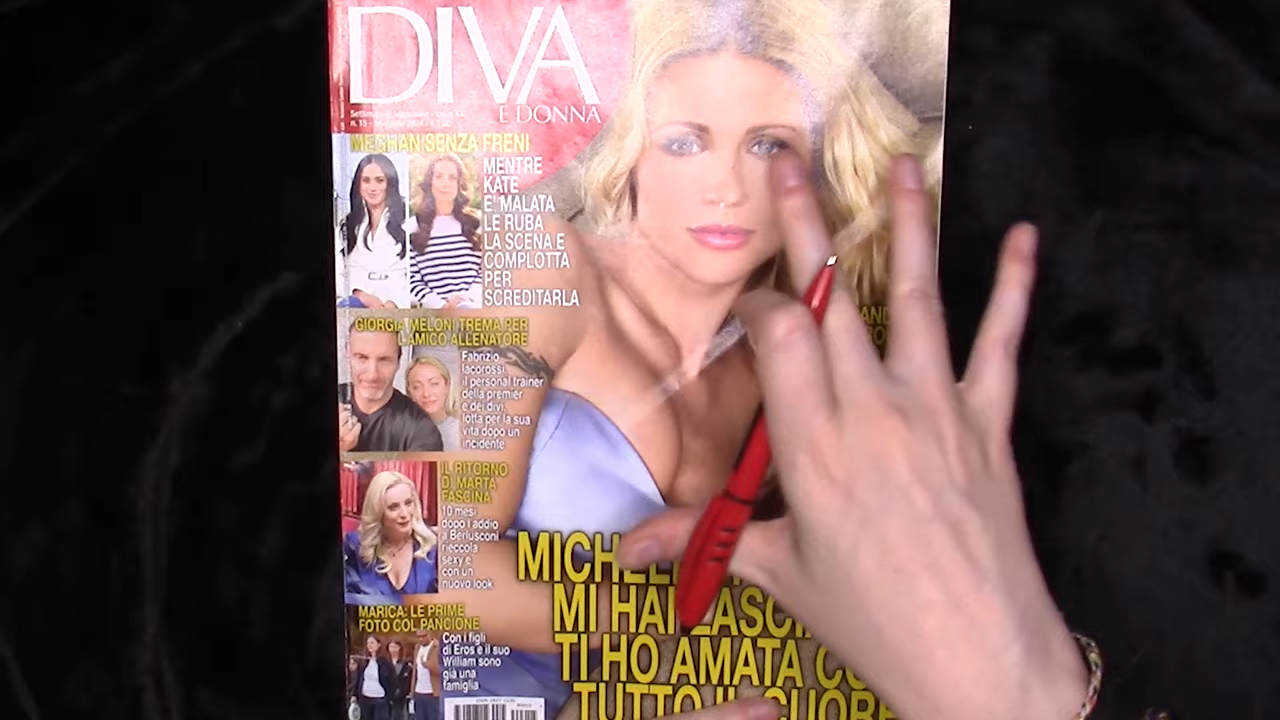 DIVA
E DONNA
MEGHAN SENZA FRENI
MENTRE
KATE
E' MALATA
LE RUBA
LA SCENA E
COMPLOTTA
PER
SCREDITARLA
GIORGIA MELONI TREMA PER
L'AMICO ALLENATORE
Fabrizio
Iacorossi,
il personal trainer
della premier
e dei divi,
lotta per la sua
vita dopo un
incidente
IL RITORNO
DI MARTA
FASCINA
10 mesi
dopo l'addio
a Berlusconi
rieccola
sexy e
con un
nuovo look
MARICA: LE PRIME
FOTO COL PANCIONE
Con i figli
di Eros e il suo
William sono
già una
famiglia
MI HAI
TI HO AMATA
TUTTO IL CUORE